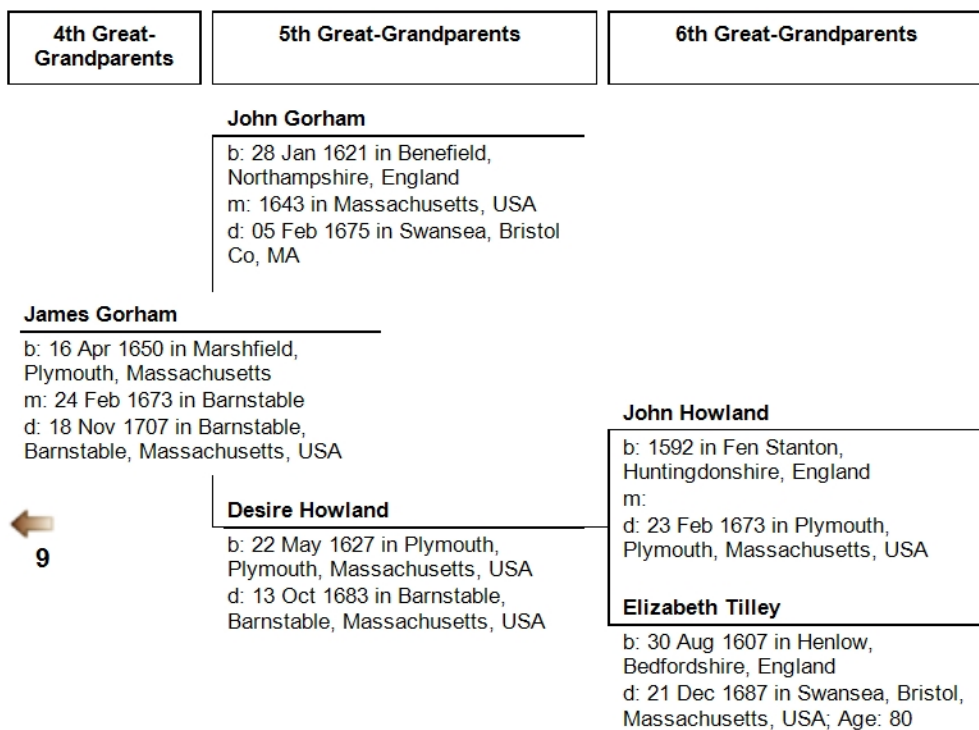 4th Great-
Grandparents
5th Great-Grandparents
6th Great-Grandparents
John Gorham
b: 28 Jan 1621 in Benefield,
Northampshire, England
m: 1643 in Massachusetts, USA
d: 05 Feb 1675 in Swansea, Bristol
Co, MA
James Gorham
b: 16 Apr 1650 in Marshfield,
Plymouth, Massachusetts
m: 24 Feb 1673 in Barnstable
d: 18 Nov 1707 in Barnstable,
Barnstable, Massachusetts, USA
9
Desire Howland
b: 22 May 1627 in Plymouth,
Plymouth, Massachusetts, USA
d: 13 Oct 1683 in Barnstable,
Barnstable, Massachusetts, USA
John Howland
b: 1592 in Fen Stanton,
Huntingdonshire, England
m:
d: 23 Feb 1673 in Plymouth,
Plymouth, Massachusetts, USA
Elizabeth Tilley
b: 30 Aug 1607 in Henlow,
Bedfordshire, England
d: 21 Dec 1687 in Swansea, Bristol,
Massachusetts, USA; Age: 80